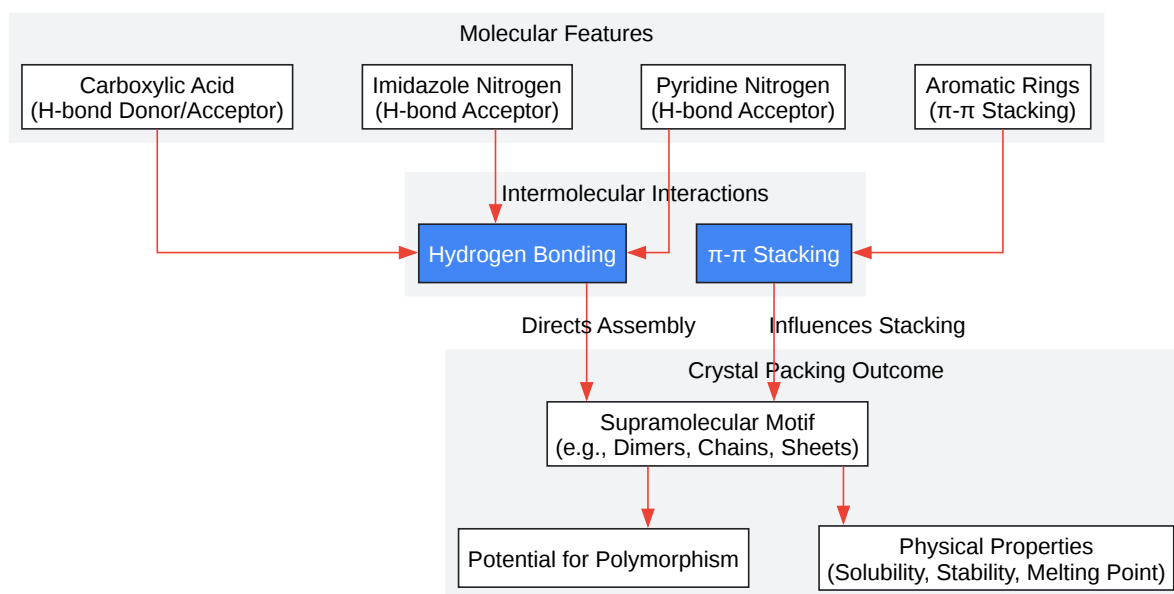 Molecular Features
Carboxylic Acid
(H-bond Donor/Acceptor)
Imidazole Nitrogen
(H-bond Acceptor)
Pyridine Nitrogen
(H-bond Acceptor)
Aromatic Rings
(π-π Stacking)
Intermolecular Interactions
Hydrogen Bonding
π-π Stacking
Directs Assembly
Influences Stacking
Crystal Packing Outcome
Supramolecular Motif
(e.g., Dimers, Chains, Sheets)
Potential for Polymorphism
Physical Properties
(Solubility, Stability, Melting Point)